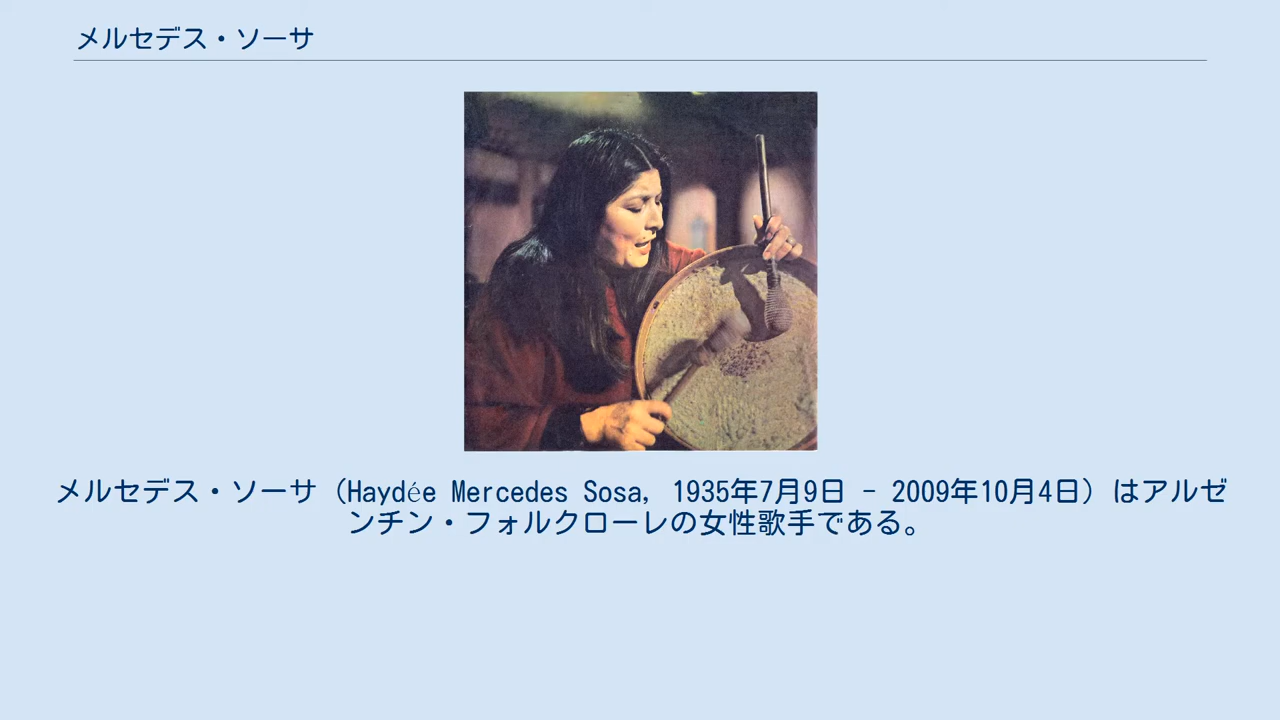 メルセデス・ソーサ
メルセデス・ソーサ（Haydée Mercedes Sosa, 1935年7月9日 - 2009年10月4日）はアルゼ
ンチン・フォルクローレの女性歌手である。